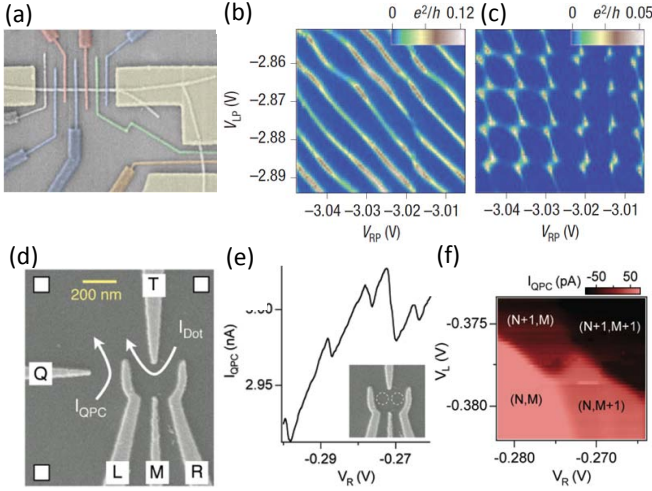 (a)
(b)
0 e²/h 0.12
−2.86
−2.87
−2.88
−2.89
V_LP (V)
−3.04 −3.03 −3.02 −3.01
V_RP (V)
(c)
0 e²/h 0.05
−3.04 −3.03 −3.02 −3.01
V_RP (V)
(d)
200 nm
T
I_Dot
Q
I_QPC
L
M
R
(e)
I_QPC (nA)
2.95
-0.29 -0.27
V_R (V)
(f)
I_QPC (pA) -50 50
V_L (V)
-0.375
-0.380
(N+1,M)
(N+1,M+1)
(N,M)
(N,M+1)
-0.280 -0.270
V_R (V)